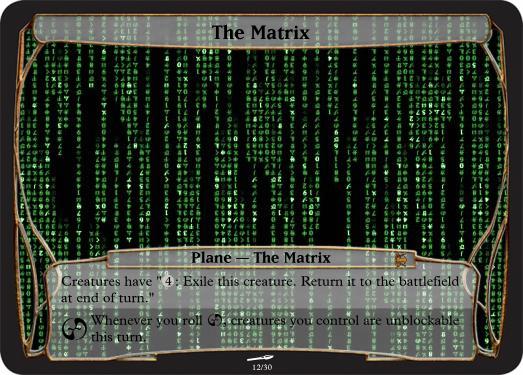 The Matrix
Plane — The Matrix
Creatures have "4: Exile this creature. Return it to the battlefield
at end of turn."
Whenever you roll , creatures you control are unblockable
this turn.
12/30